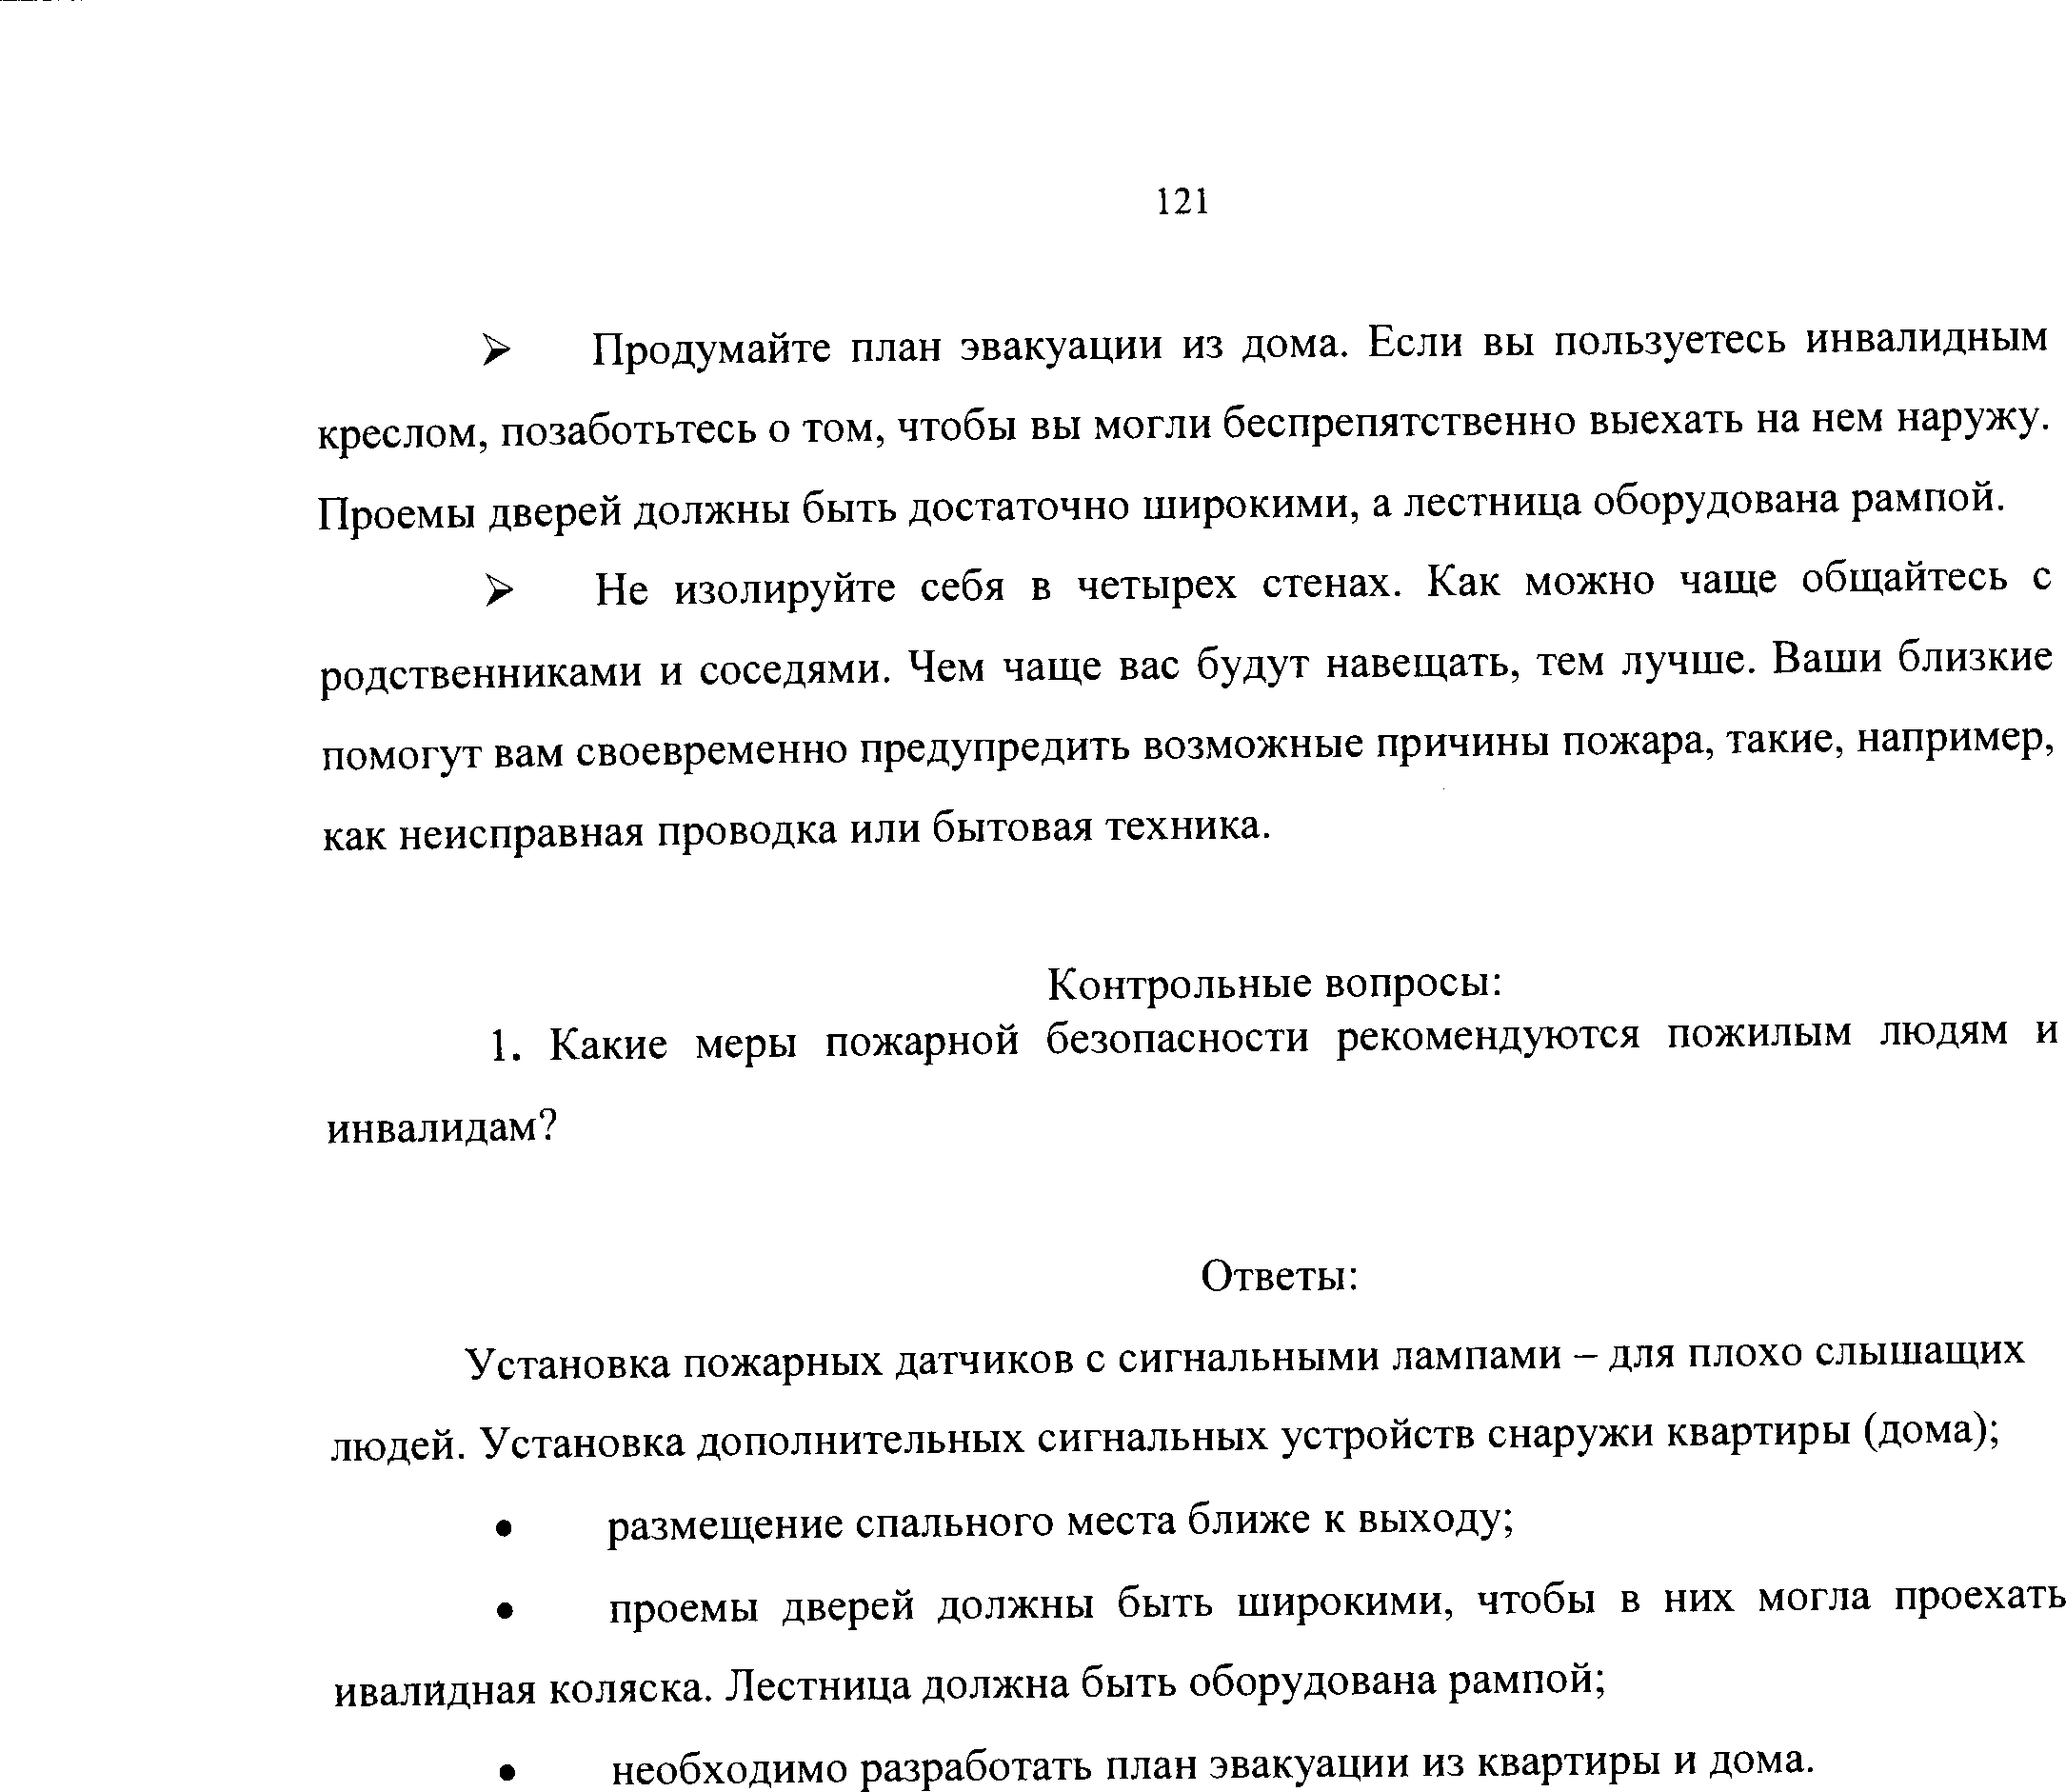 121
➢ Продумайте план эвакуации из дома. Если вы пользуетесь инвалидным
креслом, позаботьтесь о том, чтобы вы могли беспрепятственно выехать на нем наружу.
Проемы дверей должны быть достаточно широкими, а лестница оборудована рампой.
➢ Не изолируйте себя в четырех стенах. Как можно чаще общайтесь с
родственниками и соседями. Чем чаще вас будут навещать, тем лучше. Ваши близкие
помогут вам своевременно предупредить возможные причины пожара, такие, например,
как неисправная проводка или бытовая техника.
Контрольные вопросы:
1. Какие меры пожарной безопасности рекомендуются пожилым людям и
инвалидам?
Ответы:
Установка пожарных датчиков с сигнальными лампами – для плохо слышащих
людей. Установка дополнительных сигнальных устройств снаружи квартиры (дома);
• размещение спального места ближе к выходу;
• проемы дверей должны быть широкими, чтобы в них могла проехать
ивалидная коляска. Лестница должна быть оборудована рампой;
• необходимо разработать план эвакуации из квартиры и дома.